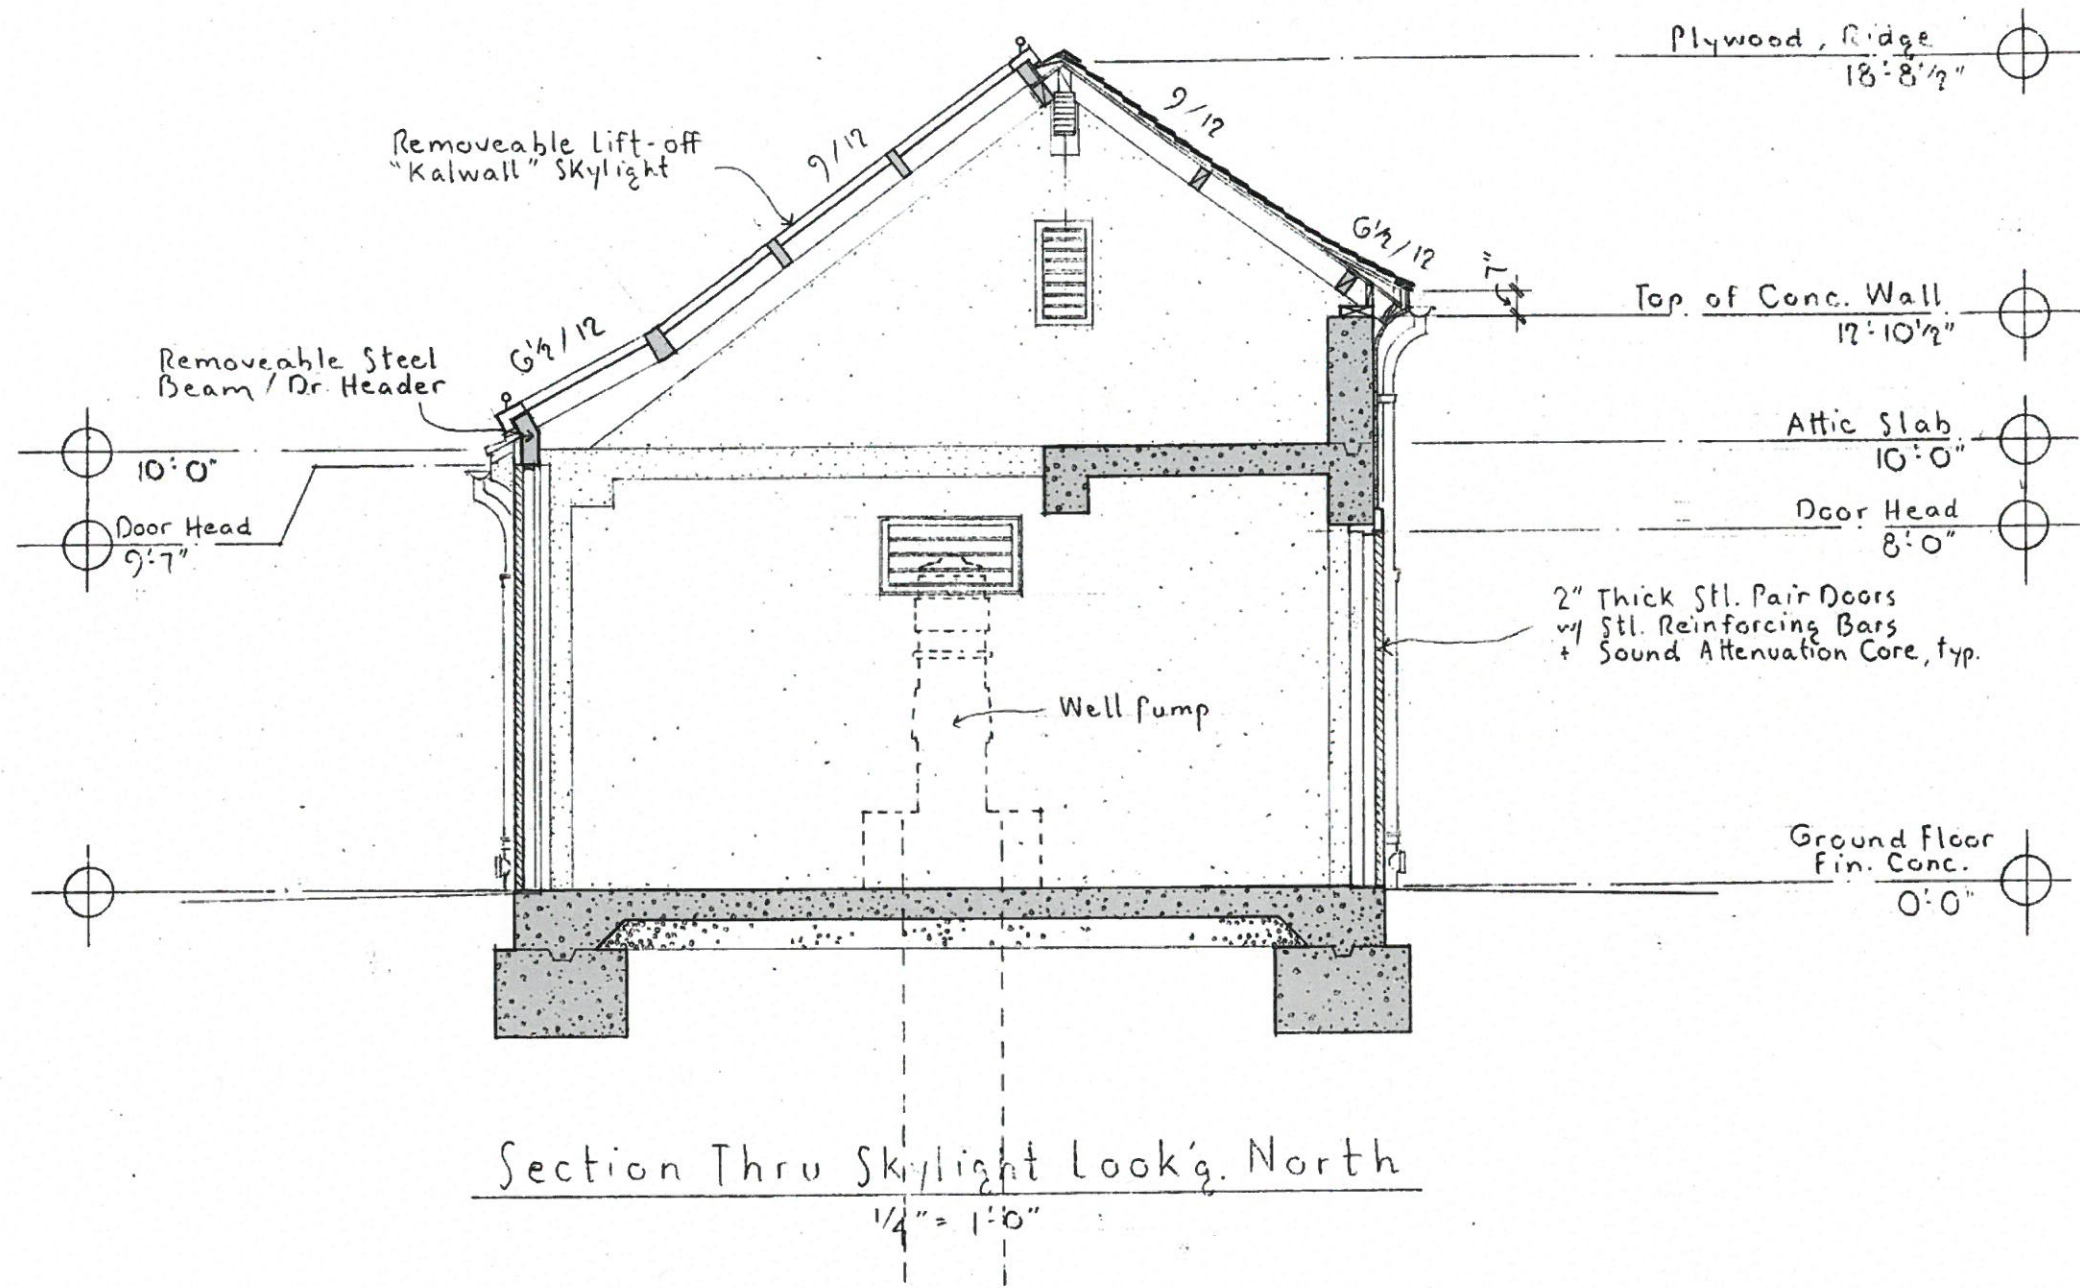 Plywood, Ridge
18'-8½"
9/12
9/12
Removeable Lift-off
"Kalwall" Skylight
6½/12
6½/12
7"
Top of Conc. Wall
12'-10½"
Removeable Steel
Beam / Dr. Header
10'-0"
Attic Slab
10'-0"
Door Head
9'-7"
Door Head
8'-0"
2" Thick Stl. Pair Doors
w/ Stl. Reinforcing Bars
+ Sound Attenuation Core, typ.
Well Pump
Ground Floor
Fin. Conc.
0'-0"
Section Thru Skylight Look'g. North
1/4" = 1'-0"